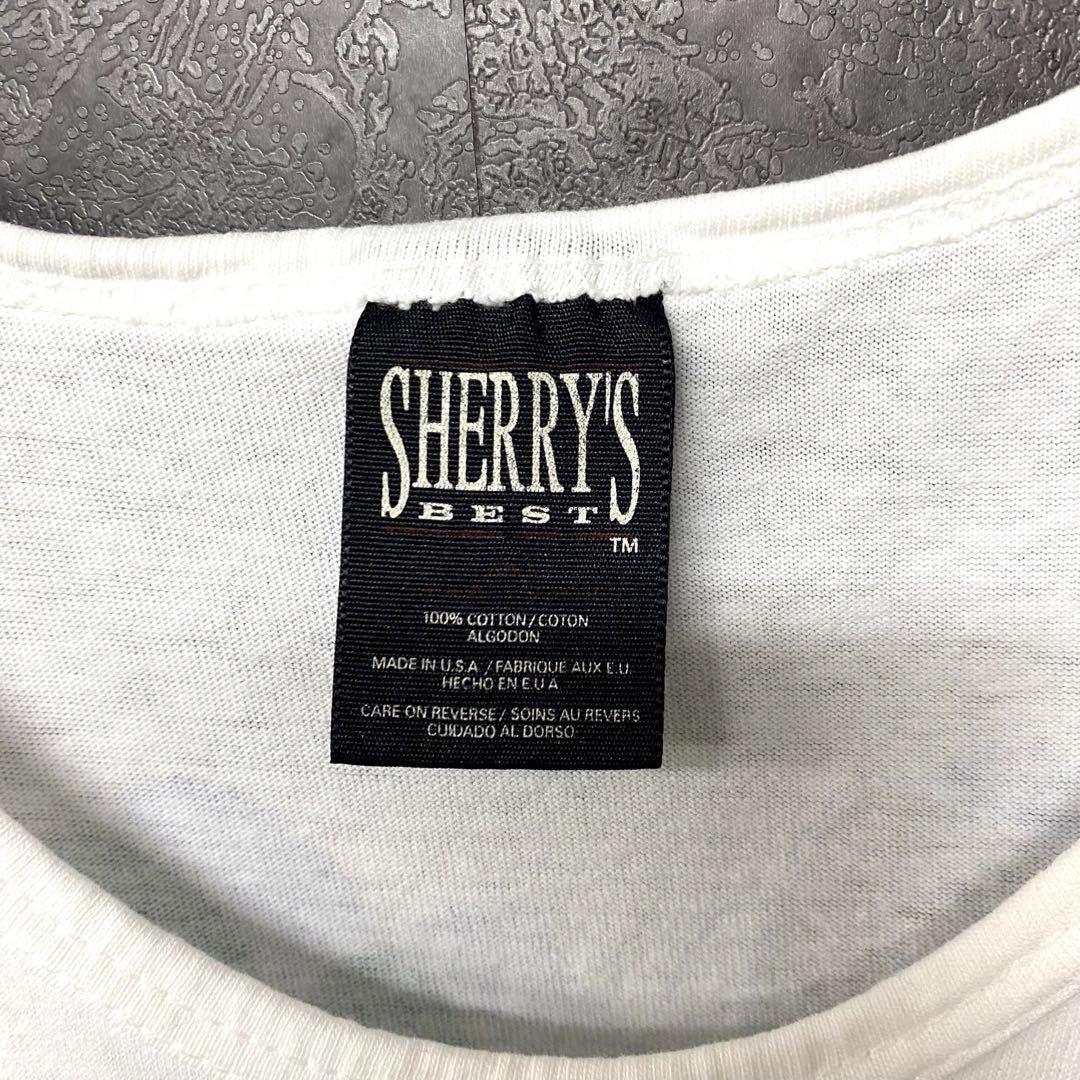 SHERRY'S
BEST
TM
100% COTTON/COTON
ALGODON
MADE IN U.S.A / FABRIQUE AUX E.U.
HECHO EN E.U A
CARE ON REVERSE / SOINS AU REVERS
CUIDADO AL DORSO